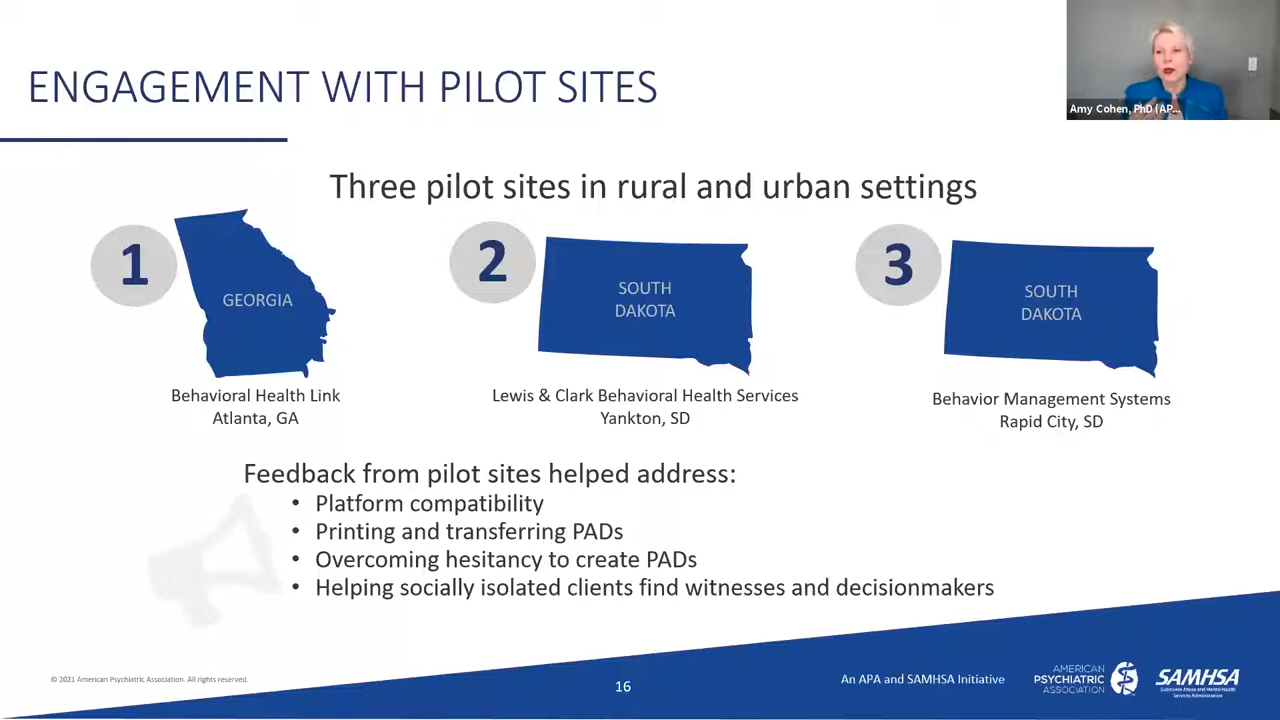 ENGAGEMENT WITH PILOT SITES
Amy Cohen, PhD (AP...
Three pilot sites in rural and urban settings
1
GEORGIA
Behavioral Health Link
Atlanta, GA
2
SOUTH
DAKOTA
Lewis & Clark Behavioral Health Services
Yankton, SD
3
SOUTH
DAKOTA
Behavior Management Systems
Rapid City, SD
Feedback from pilot sites helped address:
• Platform compatibility
• Printing and transferring PADs
• Overcoming hesitancy to create PADs
• Helping socially isolated clients find witnesses and decisionmakers
© 2021 American Psychiatric Association. All rights reserved.
16
An APA and SAMHSA Initiative
AMERICAN
PSYCHIATRIC
ASSOCIATION
SAMHSA
Substance Abuse and Mental Health
Services Administration